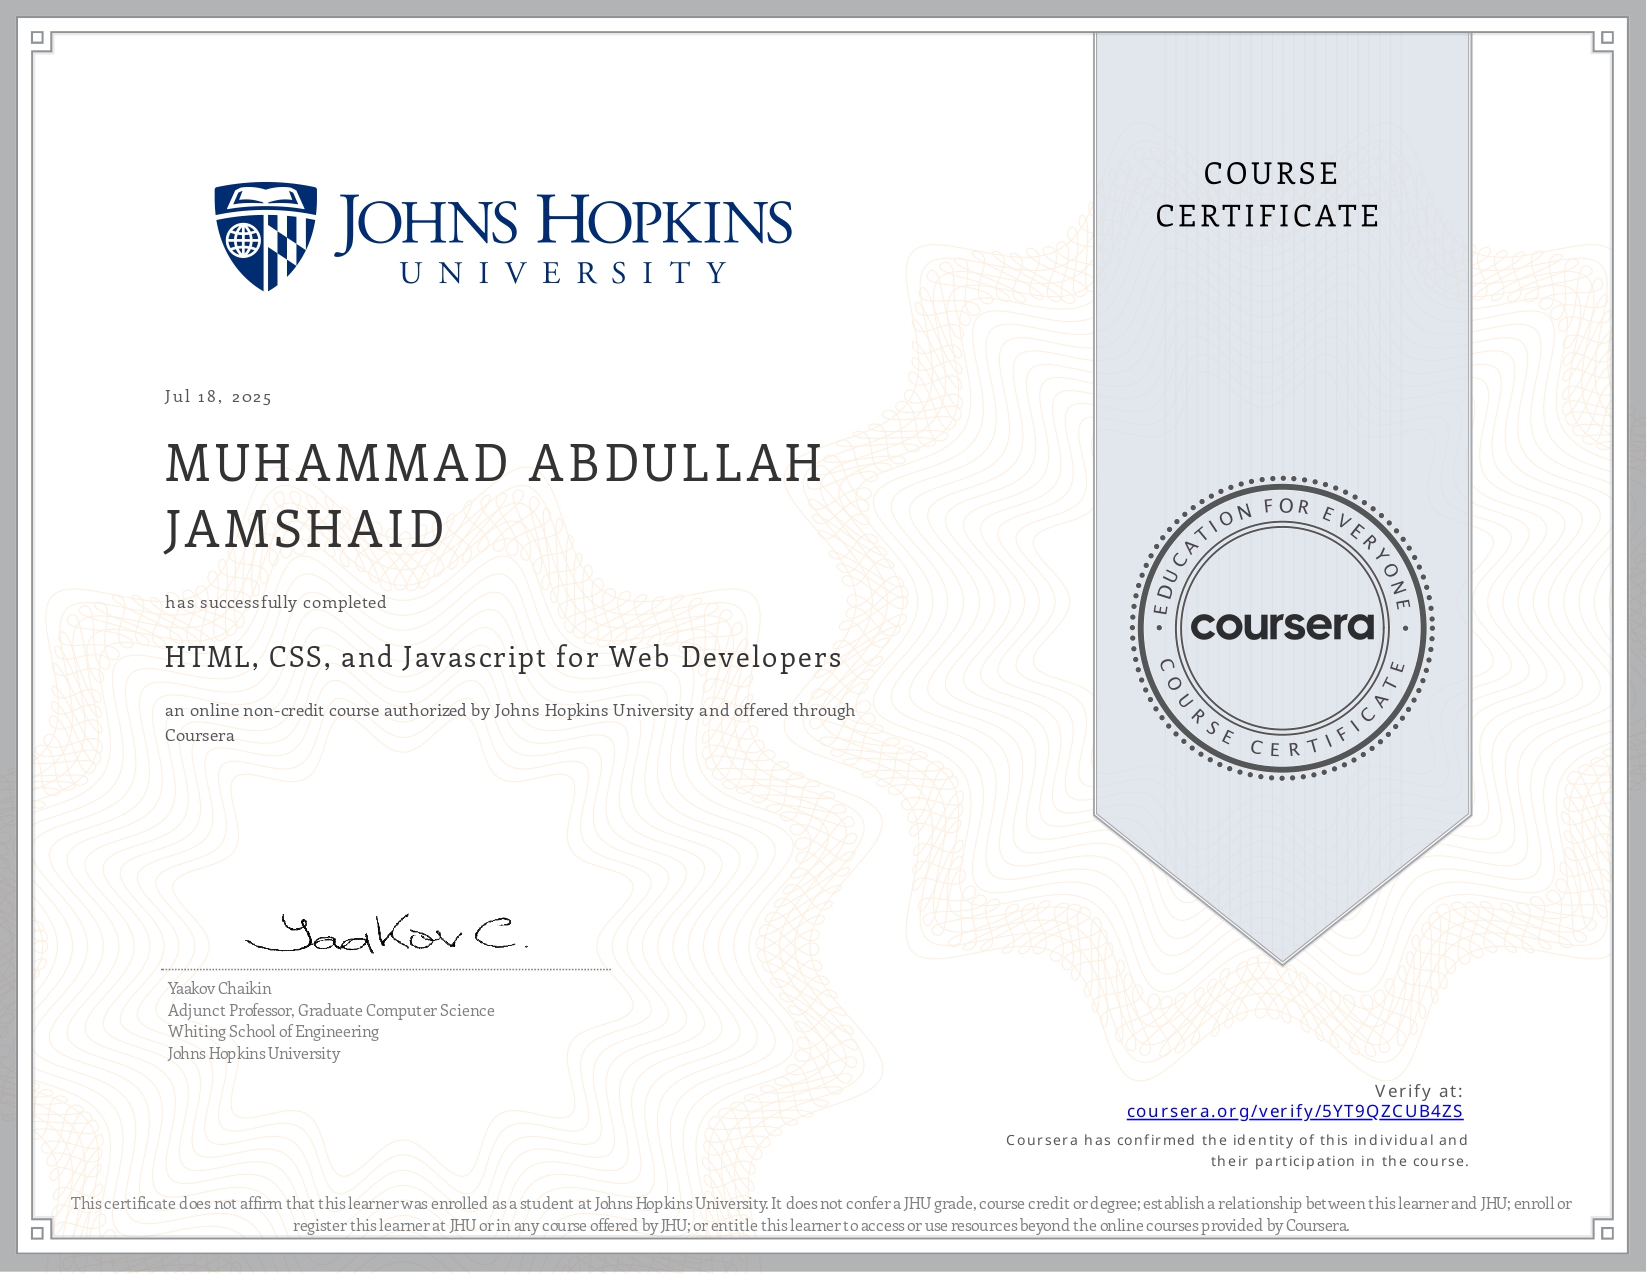 JOHNS HOPKINS
UNIVERSITY
COURSE
CERTIFICATE
Jul 18, 2025
MUHAMMAD ABDULLAH
JAMSHAID
has successfully completed
HTML, CSS, and Javascript for Web Developers
an online non-credit course authorized by Johns Hopkins University and offered through
Coursera
EDUCATION FOR EVERYONE
coursera
COURSE CERTIFICATE
Yaakov C.
Yaakov Chaikin
Adjunct Professor, Graduate Computer Science
Whiting School of Engineering
Johns Hopkins University
Verify at:
coursera.org/verify/5YT9QZCUB4ZS
Coursera has confirmed the identity of this individual and
their participation in the course.
This certificate does not affirm that this learner was enrolled as a student at Johns Hopkins University. It does not confer a JHU grade, course credit or degree; establish a relationship between this learner and JHU; enroll or
register this learner at JHU or in any course offered by JHU; or entitle this learner to access or use resources beyond the online courses provided by Coursera.